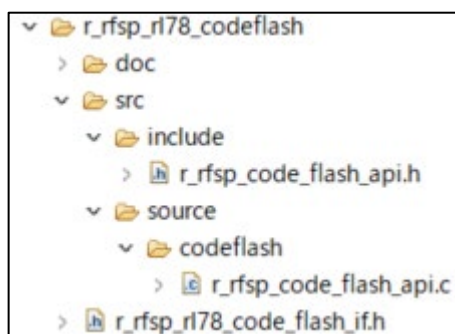 r_rfsp_rl78_codeflash
doc
src
include
r_rfsp_code_flash_api.h
source
codeflash
r_rfsp_code_flash_api.c
r_rfsp_rl78_code_flash_if.h